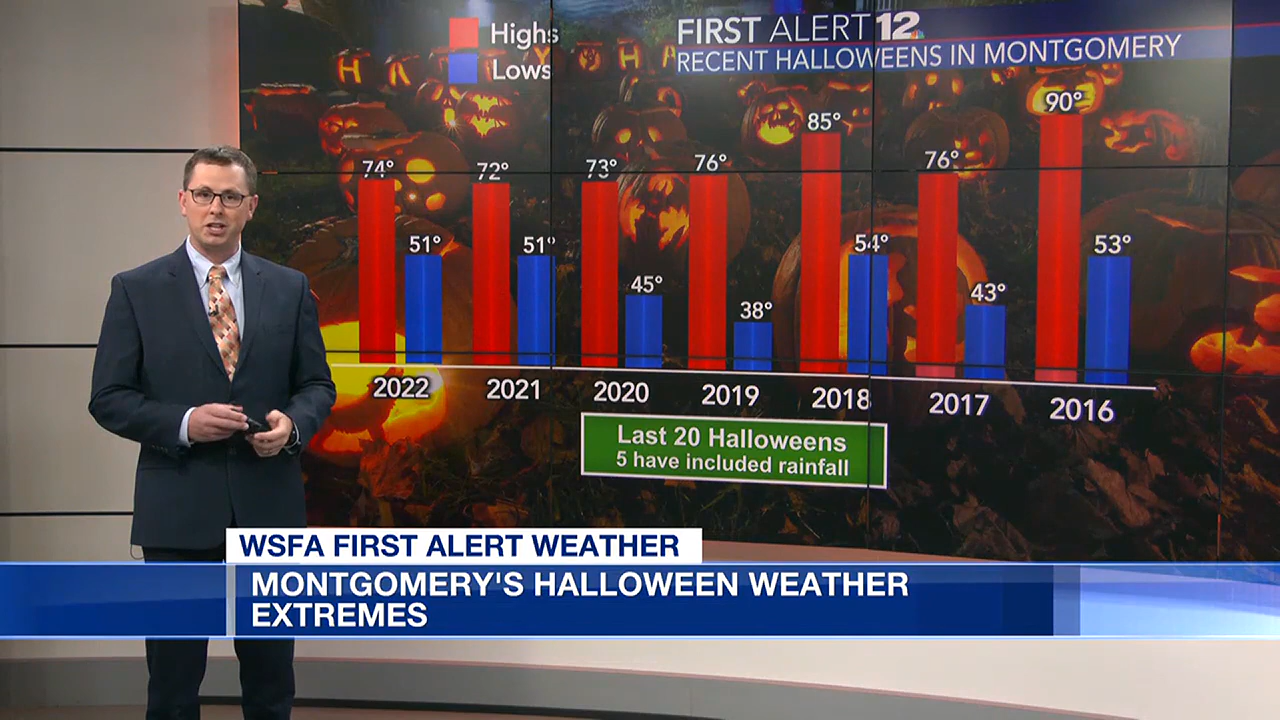 Highs
Lows
FIRST ALERT 12
RECENT HALLOWEENS IN MONTGOMERY
74°
72°
73°
76°
85°
76°
90°
51°
51°
45°
38°
54°
43°
53°
2022
2021
2020
2019
2018
2017
2016
Last 20 Halloweens
5 have included rainfall
WSFA FIRST ALERT WEATHER
MONTGOMERY'S HALLOWEEN WEATHER
EXTREMES